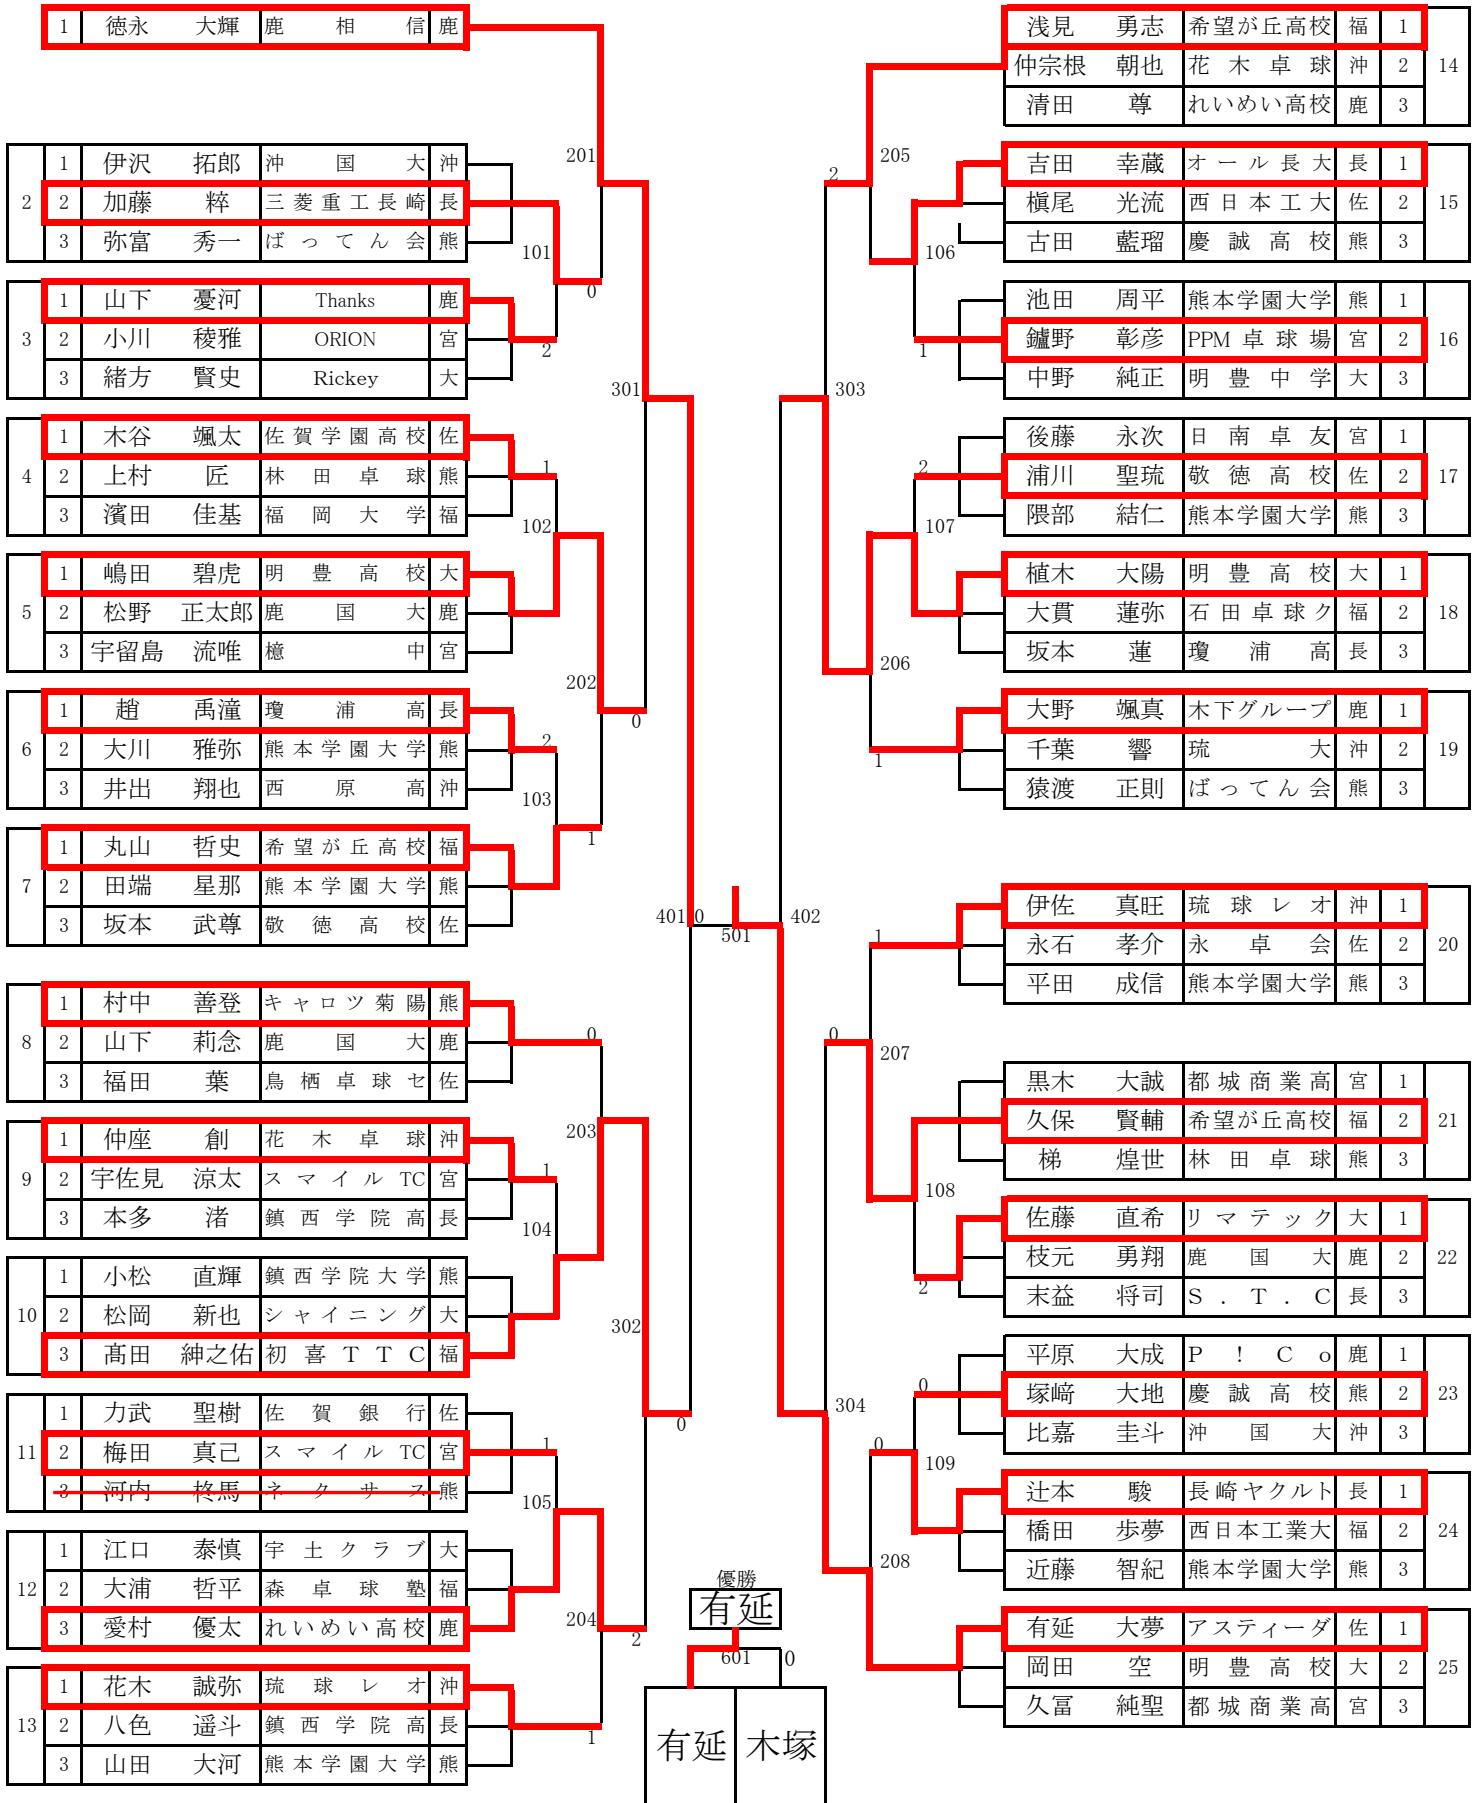 1 徳永 大輝 鹿相信 鹿
2
1 伊沢 拓郎 沖国大 沖
2 加藤 粹 三菱重工長崎 長
3 弥富 秀一 ばってん会 熊
3
1 山下 憂河 Thanks 鹿
2 小川 稜雅 ORION 宮
3 緒方 賢史 Rickey 大
4
1 木谷 颯太 佐賀学園高校 佐
2 上村 匠 林田卓球 熊
3 濱田 佳基 福岡大学 福
5
1 嶋田 碧虎 明豊高校 大
2 松野 正太郎 鹿国大 鹿
3 宇留島 流唯 檍中 宮
6
1 趙 禹潼 瓊浦高 長
2 大川 雅弥 熊本学園大学 熊
3 井出 翔也 西原高 沖
7
1 丸山 哲史 希望が丘高校 福
2 田端 星那 熊本学園大学 熊
3 坂本 武尊 敬徳高校 佐
8
1 村中 善登 キャロツ菊陽 熊
2 山下 莉念 鹿国大 鹿
3 福田 葉 鳥栖卓球セ 佐
9
1 仲座 創 花木卓球 沖
2 宇佐見 涼太 スマイルTC 宮
3 本多 渚 鎮西学院高 長
10
1 小松 直輝 鎮西学院大学 熊
2 松岡 新也 シャイニング 大
3 髙田 紳之佑 初喜TTC 福
11
1 力武 聖樹 佐賀銀行 佐
2 梅田 真己 スマイルTC 宮
3 河内 柊馬 ネクサス 熊
12
1 江口 泰慎 宇土クラブ 大
2 大浦 哲平 森卓球塾 福
3 愛村 優太 れいめい高校 鹿
13
1 花木 誠弥 琉球レオ 沖
2 八色 遥斗 鎮西学院高 長
3 山田 大河 熊本学園大学 熊
201
101
0
2
301
1
102
202
0
2
103
1
401
0
501
402
0
203
1
104
302
0
1
105
204
2
1
優勝
有延
601
0
有延 木塚
2
205
106
1
303
2
107
206
1
1
0
207
108
2
0
304
0
109
208
浅見 勇志 希望が丘高校 福 1
仲宗根 朝也 花木卓球 沖 2
清田 尊 れいめい高校 鹿 3
14
吉田 幸蔵 オール長大 長 1
槇尾 光流 西日本工大 佐 2
古田 藍瑠 慶誠高校 熊 3
15
池田 周平 熊本学園大学 熊 1
鑪野 彰彦 PPM卓球場 宮 2
中野 純正 明豊中学 大 3
16
後藤 永次 日南卓友 宮 1
浦川 聖琉 敬徳高校 佐 2
隈部 結仁 熊本学園大学 熊 3
17
植木 大陽 明豊高校 大 1
大貫 蓮弥 石田卓球ク 福 2
坂本 蓮 瓊浦高 長 3
18
大野 颯真 木下グループ 鹿 1
千葉 響 琉大 沖 2
猿渡 正則 ばってん会 熊 3
19
伊佐 真旺 琉球レオ 沖 1
永石 孝介 永卓会 佐 2
平田 成信 熊本学園大学 熊 3
20
黒木 大誠 都城商業高 宮 1
久保 賢輔 希望が丘高校 福 2
梯 煌世 林田卓球 熊 3
21
佐藤 直希 リマテック 大 1
枝元 勇翔 鹿国大 鹿 2
末益 将司 S.T.C 長 3
22
平原 大成 P!Co 鹿 1
塚﨑 大地 慶誠高校 熊 2
比嘉 圭斗 沖国大 沖 3
23
辻本 駿 長崎ヤクルト 長 1
橋田 歩夢 西日本工業大 福 2
近藤 智紀 熊本学園大学 熊 3
24
有延 大夢 アスティーダ 佐 1
岡田 空 明豊高校 大 2
久冨 純聖 都城商業高 宮 3
25